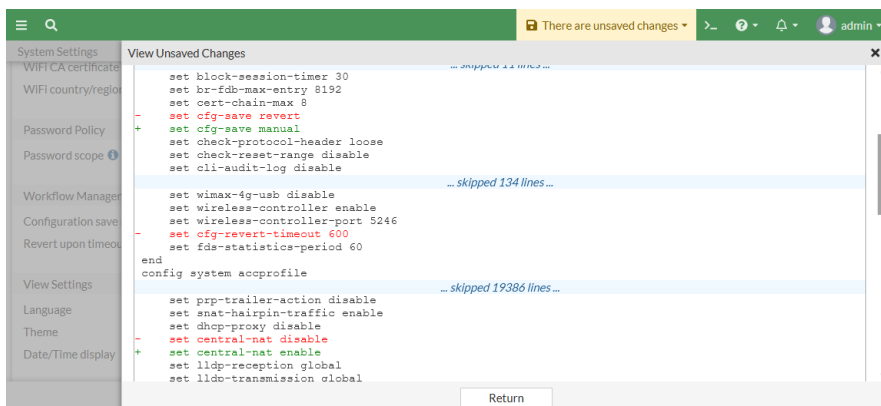 There are unsaved changes
>_
admin
System Settings
View Unsaved Changes
×
WiFi CA certificate
WiFi country/region
Password Policy
Password scope
Workflow Manager
Configuration save
Revert upon timeou
View Settings
Language
Theme
Date/Time display
... skipped 11 lines ...
set block-session-timer 30
set br-fdb-max-entry 8192
set cert-chain-max 8
- set cfg-save revert
+ set cfg-save manual
set check-protocol-header loose
set check-reset-range disable
set cli-audit-log disable
... skipped 134 lines ...
set wimax-4g-usb disable
set wireless-controller enable
set wireless-controller-port 5246
- set cfg-revert-timeout 600
set fds-statistics-period 60
end
config system accprofile
... skipped 19386 lines ...
set prp-trailer-action disable
set snat-hairpin-traffic enable
set dhcp-proxy disable
- set central-nat disable
+ set central-nat enable
set lldp-reception global
set lldp-transmission global
Return